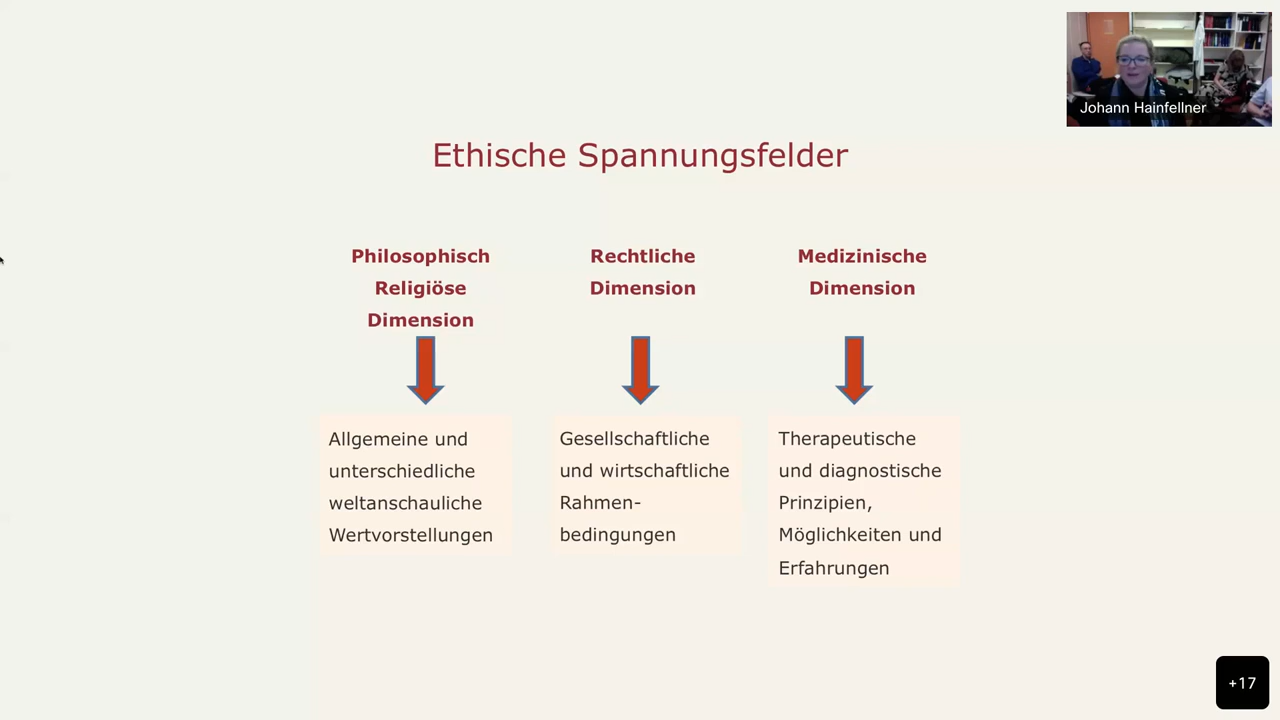 Johann Hainfellner
Ethische Spannungsfelder
Philosophisch
Religiöse
Dimension
Rechtliche
Dimension
Medizinische
Dimension
Allgemeine und
unterschiedliche
weltanschauliche
Wertvorstellungen
Gesellschaftliche
und wirtschaftliche
Rahmen-
bedingungen
Therapeutische
und diagnostische
Prinzipien,
Möglichkeiten und
Erfahrungen
+17